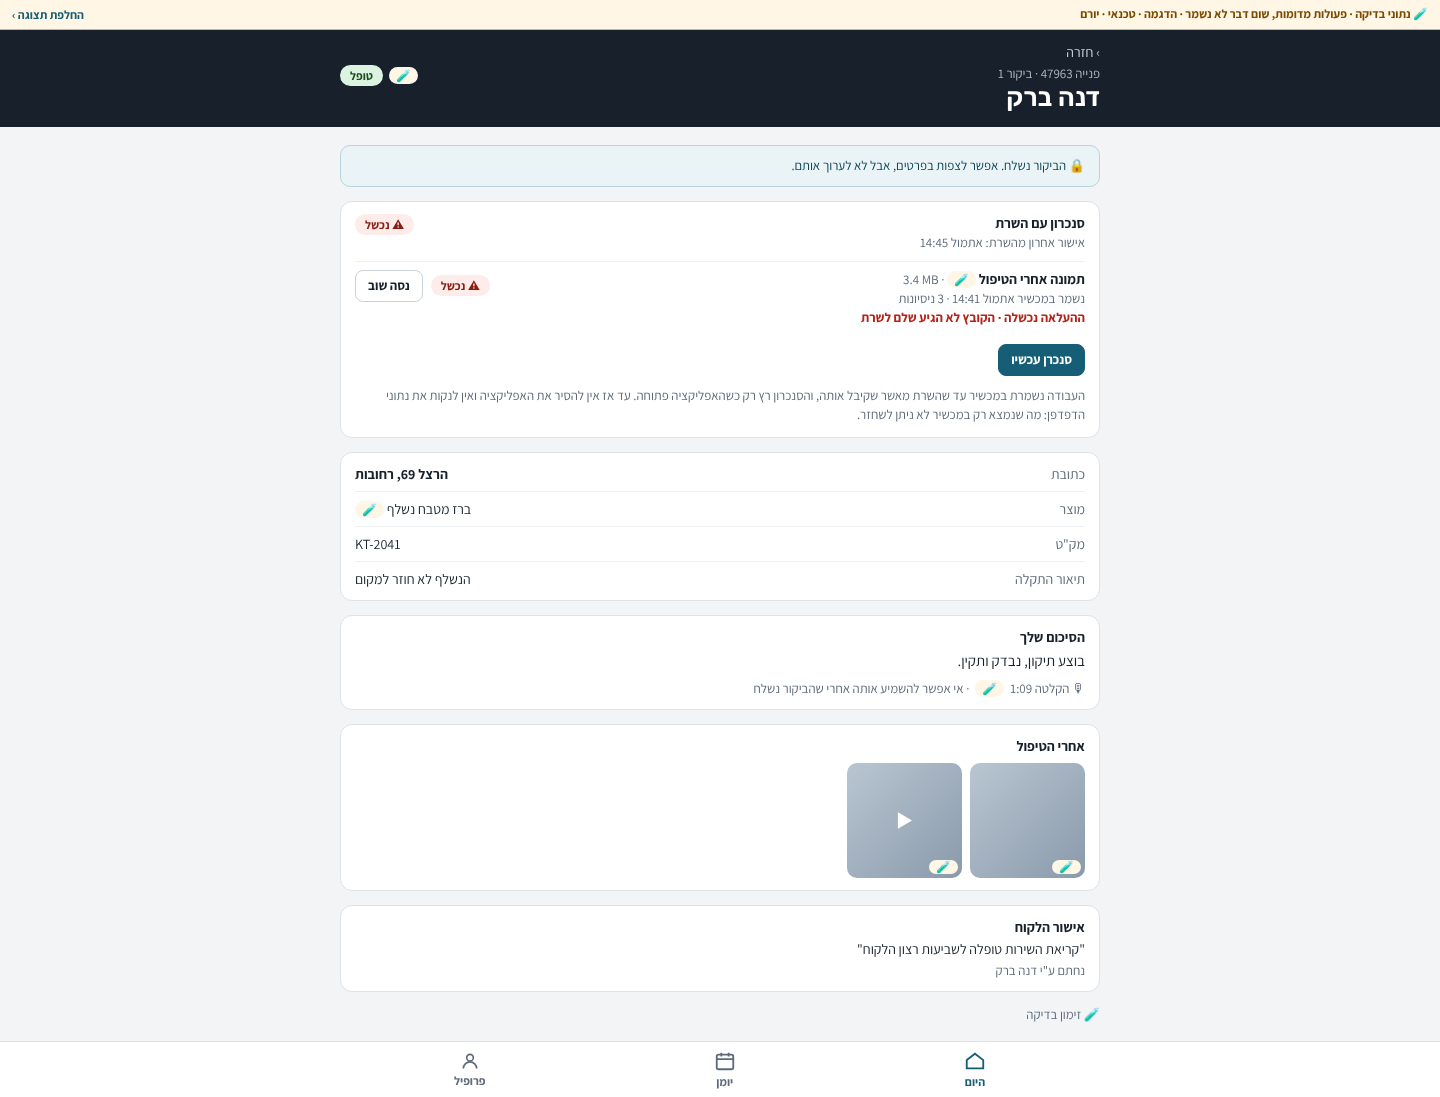 נתוני בדיקה · פעולות מדומות, שום דבר לא נשמר · הדגמה · טכנאי · יורם
החלפת תצוגה ›
› חזרה
פנייה 47963 · ביקור 1
דנה ברק
טופל
הביקור נשלח. אפשר לצפות בפרטים, אבל לא לערוך אותם.
סנכרון עם השרת
נכשל
אישור אחרון מהשרת: אתמול 14:45
תמונה אחרי הטיפול · 3.4 MB
נכשל
נסה שוב
נשמר במכשיר אתמול 14:41 · 3 ניסיונות
ההעלאה נכשלה · הקובץ לא הגיע שלם לשרת
סנכרן עכשיו
העבודה נשמרת במכשיר עד שהשרת מאשר שקיבל אותה, והסנכרון רץ רק כשהאפליקציה פתוחה. עד אז אין להסיר את האפליקציה ואין לנקות את נתוני
הדפדפן: מה שנמצא רק במכשיר לא ניתן לשחזר.
כתובת
הרצל 69, רחובות
מוצר
ברז מטבח נשלף
מק"ט
KT-2041
תיאור התקלה
הנשלף לא חוזר למקום
הסיכום שלך
בוצע תיקון, נבדק ותקין.
הקלטה 1:09 · אי אפשר להשמיע אותה אחרי שהביקור נשלח
אחרי הטיפול
אישור הלקוח
"קריאת השירות טופלה לשביעות רצון הלקוח"
נחתם ע"י דנה ברק
זימון בדיקה
היום
יומן
פרופיל